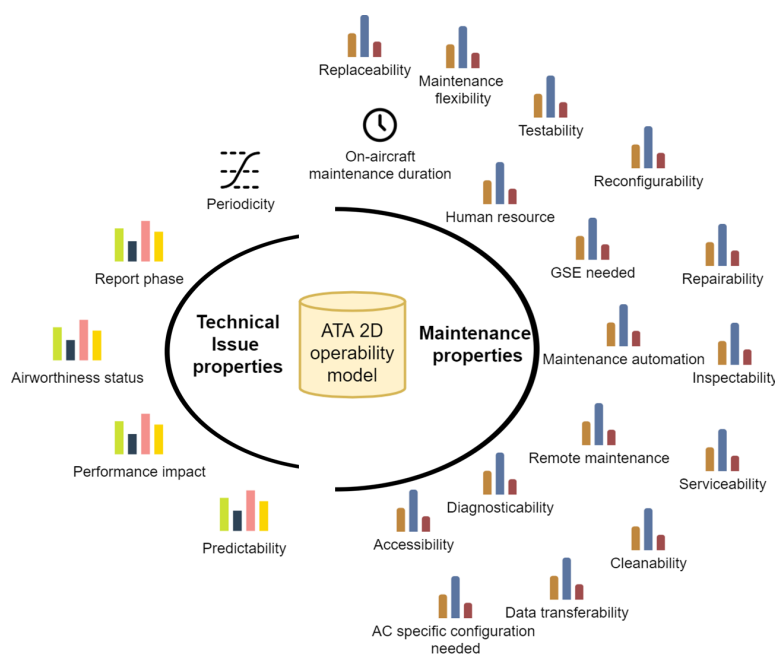 Replaceability
Maintenance
flexibility
Testability
On-aircraft
maintenance duration
Reconfigurability
Periodicity
Human resource
Report phase
GSE needed
Repairability
Technical
Issue
properties
ATA 2D
operability
model
Maintenance
properties
Maintenance automation
Airworthiness status
Inspectability
Performance impact
Remote maintenance
Serviceability
Diagnosticability
Predictability
Accessibility
Cleanability
Data transferability
AC specific configuration
needed